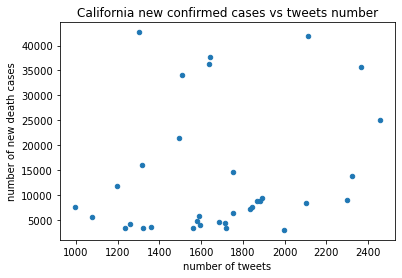 California new confirmed cases vs tweets number
number of new death cases
40000
35000
30000
25000
20000
15000
10000
5000
1000 1200 1400 1600 1800 2000 2200 2400
number of tweets